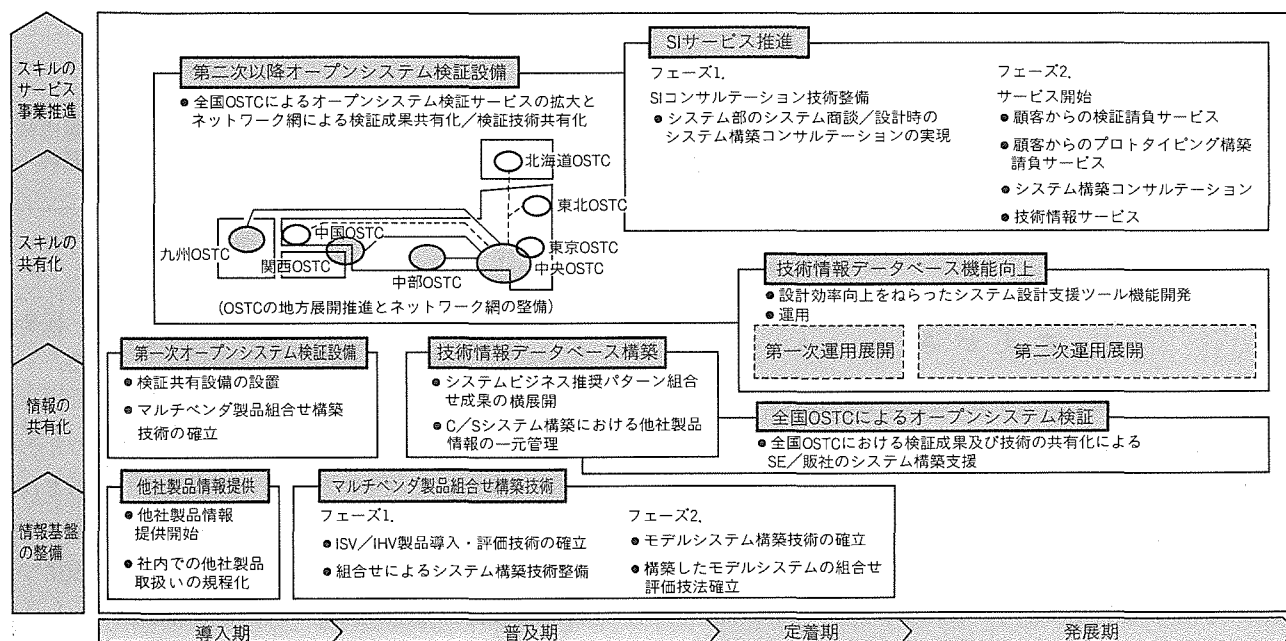 スキルの
サービス
事業推進
スキルの
共有化
情報の
共有化
情報基盤
の整備
第二次以降オープンシステム検証設備
● 全国OSTCによるオープンシステム検証サービスの拡大と
ネットワーク網による検証成果共有化／検証技術共有化
北海道OSTC
東北OSTC
東京OSTC
中央OSTC
中国OSTC
九州OSTC
関西OSTC
中部OSTC
(OSTCの地方展開推進とネットワーク網の整備)
SIサービス推進
フェーズ1.
SIコンサルテーション技術整備
● システム部のシステム商談／設計時の
システム構築コンサルテーションの実現
フェーズ2.
サービス開始
● 顧客からの検証請負サービス
● 顧客からのプロトタイピング構築
請負サービス
● システム構築コンサルテーション
● 技術情報サービス
技術情報データベース機能向上
● 設計効率向上をねらったシステム設計支援ツール機能開発
● 運用
第一次運用展開
第二次運用展開
第一次オープンシステム検証設備
● 検証共有設備の設置
● マルチベンダ製品組合せ構築
技術の確立
技術情報データベース構築
● システムビジネス推奨パターン組合
せ成果の横展開
● C／Sシステム構築における他社製品
情報の一元管理
全国OSTCによるオープンシステム検証
● 全国OSTCにおける検証成果及び技術の共有化による
SE／販社のシステム構築支援
他社製品情報提供
● 他社製品情報
提供開始
● 社内での他社製品
取扱いの規程化
マルチベンダ製品組合せ構築技術
フェーズ1.
● ISV／IHV製品導入・評価技術の確立
● 組合せによるシステム構築技術整備
フェーズ2.
● モデルシステム構築技術の確立
● 構築したモデルシステムの組合せ
評価技法確立
導入期
普及期
定着期
発展期